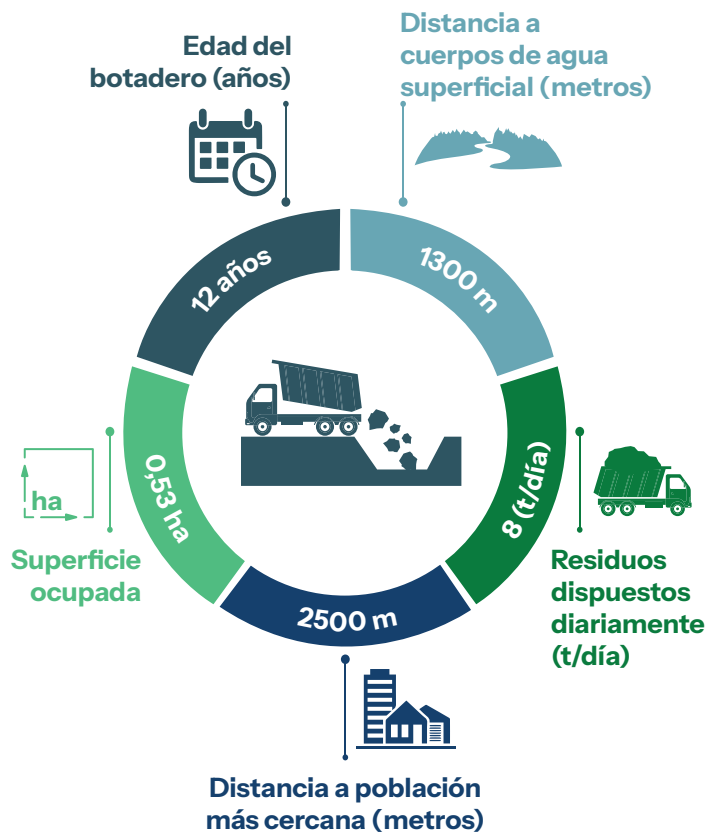 Edad del
botadero (años)
Distancia a
cuerpos de agua
superficial (metros)
12 años
1300 m
0,53 ha
8 (t/día)
2500 m
ha
Superficie
ocupada
Residuos
dispuestos
diariamente
(t/día)
Distancia a población
más cercana (metros)